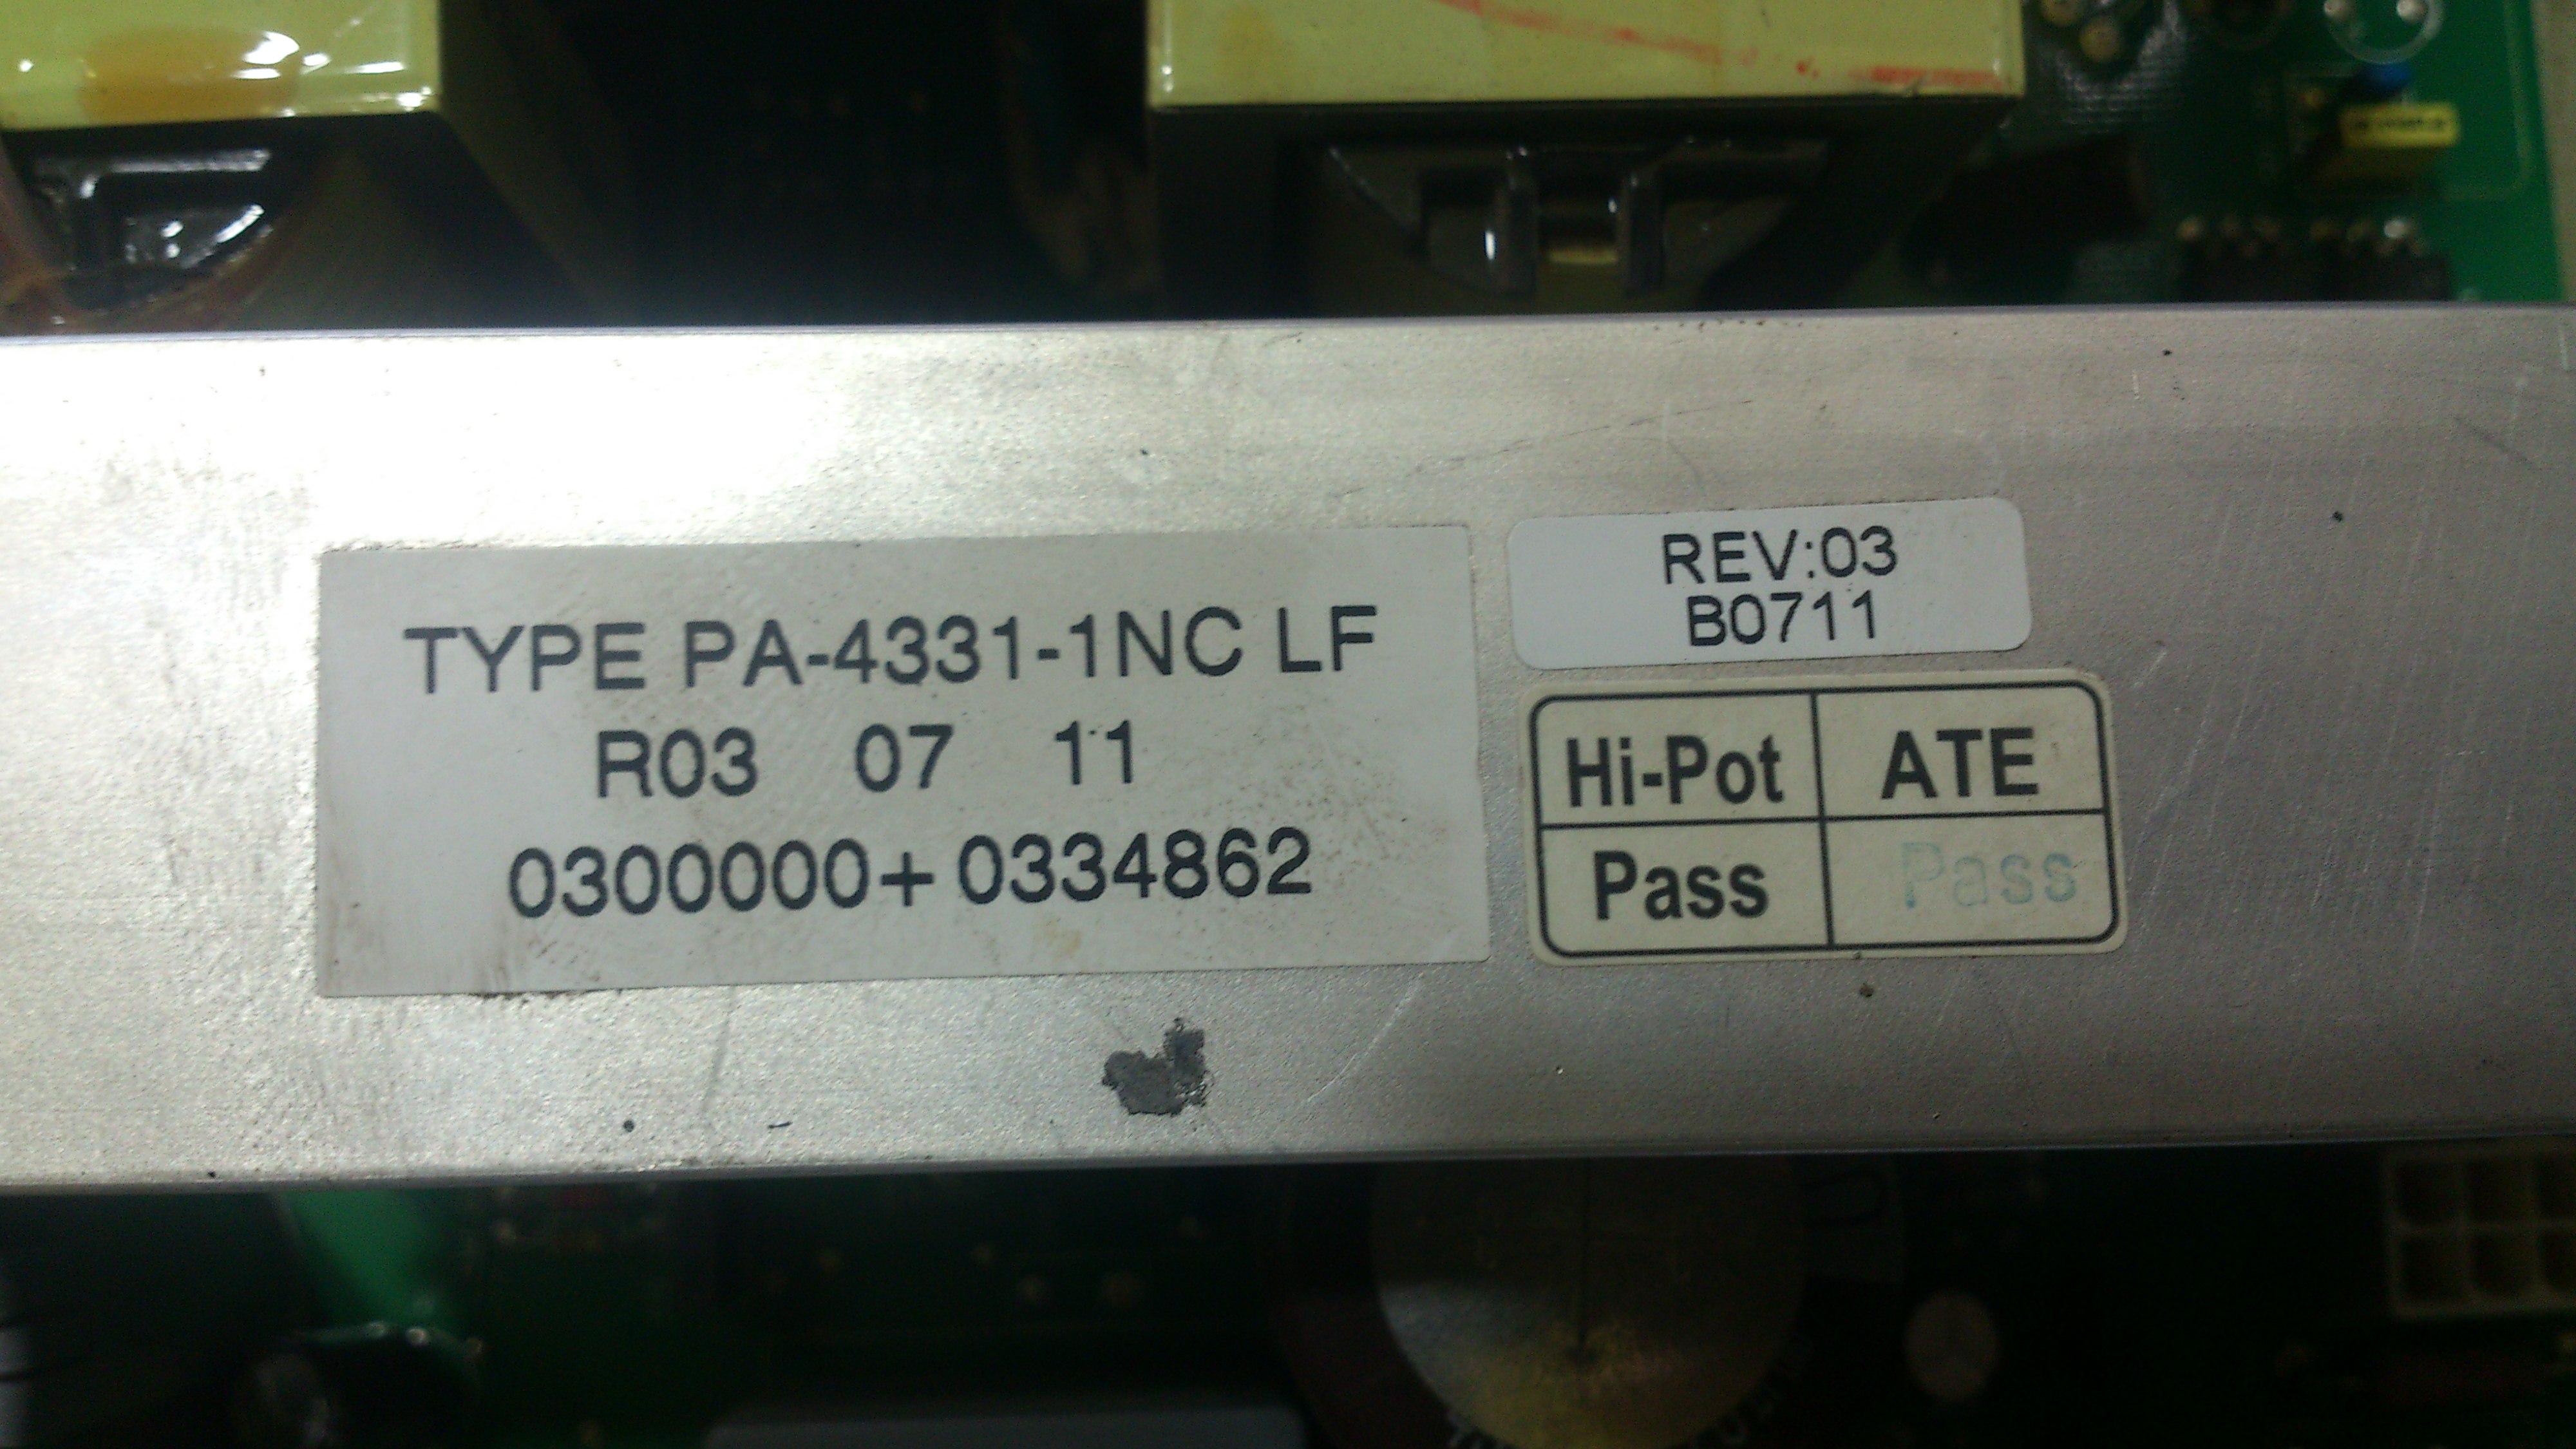 TYPE PA-4331-1NC LF
R03 07 11
0300000+ 0334862
REV:03
B0711
Hi-Pot ATE
Pass Pass